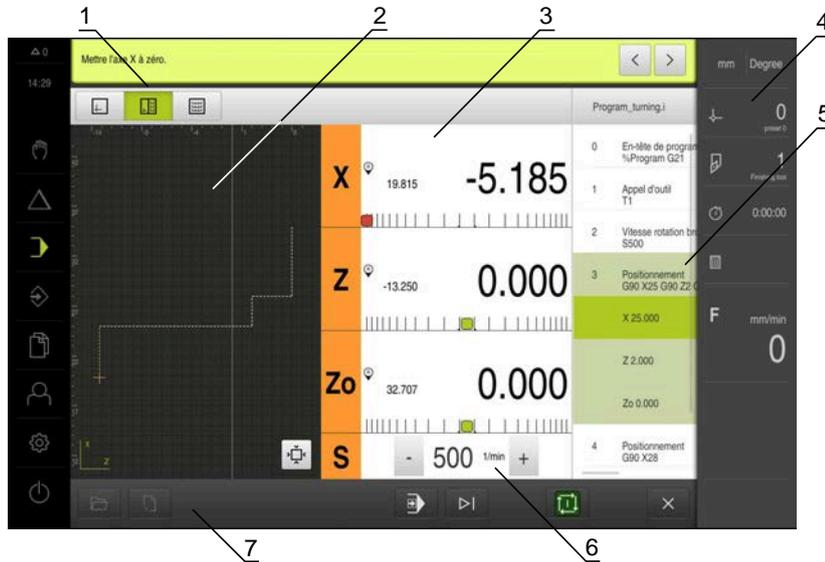 1
2
3
4
5
0
14:29
Mettre l'axe X à zéro.
< >
mm Degree
Program_turning.i
0
preset 0
1
0:00:00
F
mm/min
0
X
19.815
-5.185
Z
-13.250
0.000
Zo
32.707
0.000
S
-
500
1/min
+
0 En-tête de program
%Program G21
1 Appel d'outil
T1
2 Vitesse rotation br
S500
3 Positionnement
G90 X25 G90 Z2
X 25.000
Z 2.000
Zo 0.000
4 Positionnement
G90 X28
X
Z
7
6